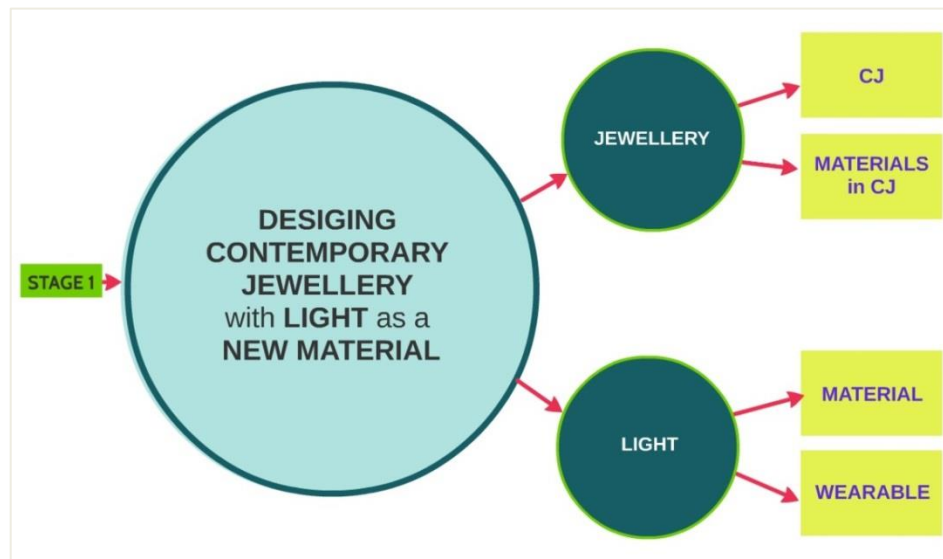 STAGE 1
DESIGING
CONTEMPORARY
JEWELLERY
with LIGHT as a
NEW MATERIAL
JEWELLERY
CJ
MATERIALS
in CJ
LIGHT
MATERIAL
WEARABLE